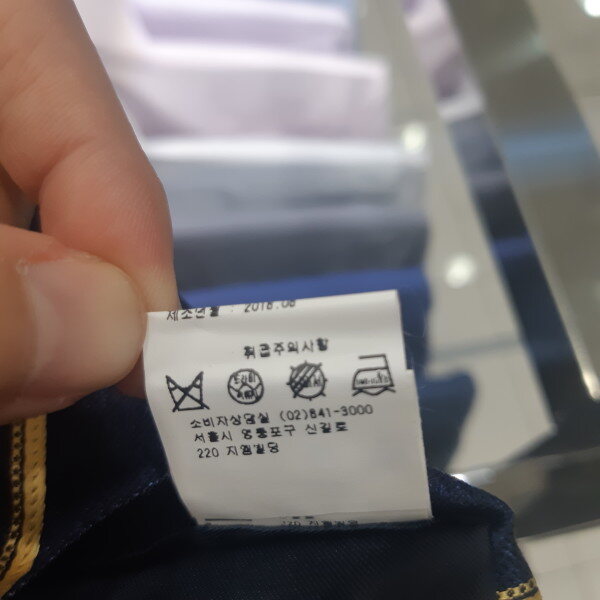 제조년월 : 2018.08
취급주의사항
소비자상담실 (02)841-3000
서울시 영등포구 신길로
220 지엠빌딩